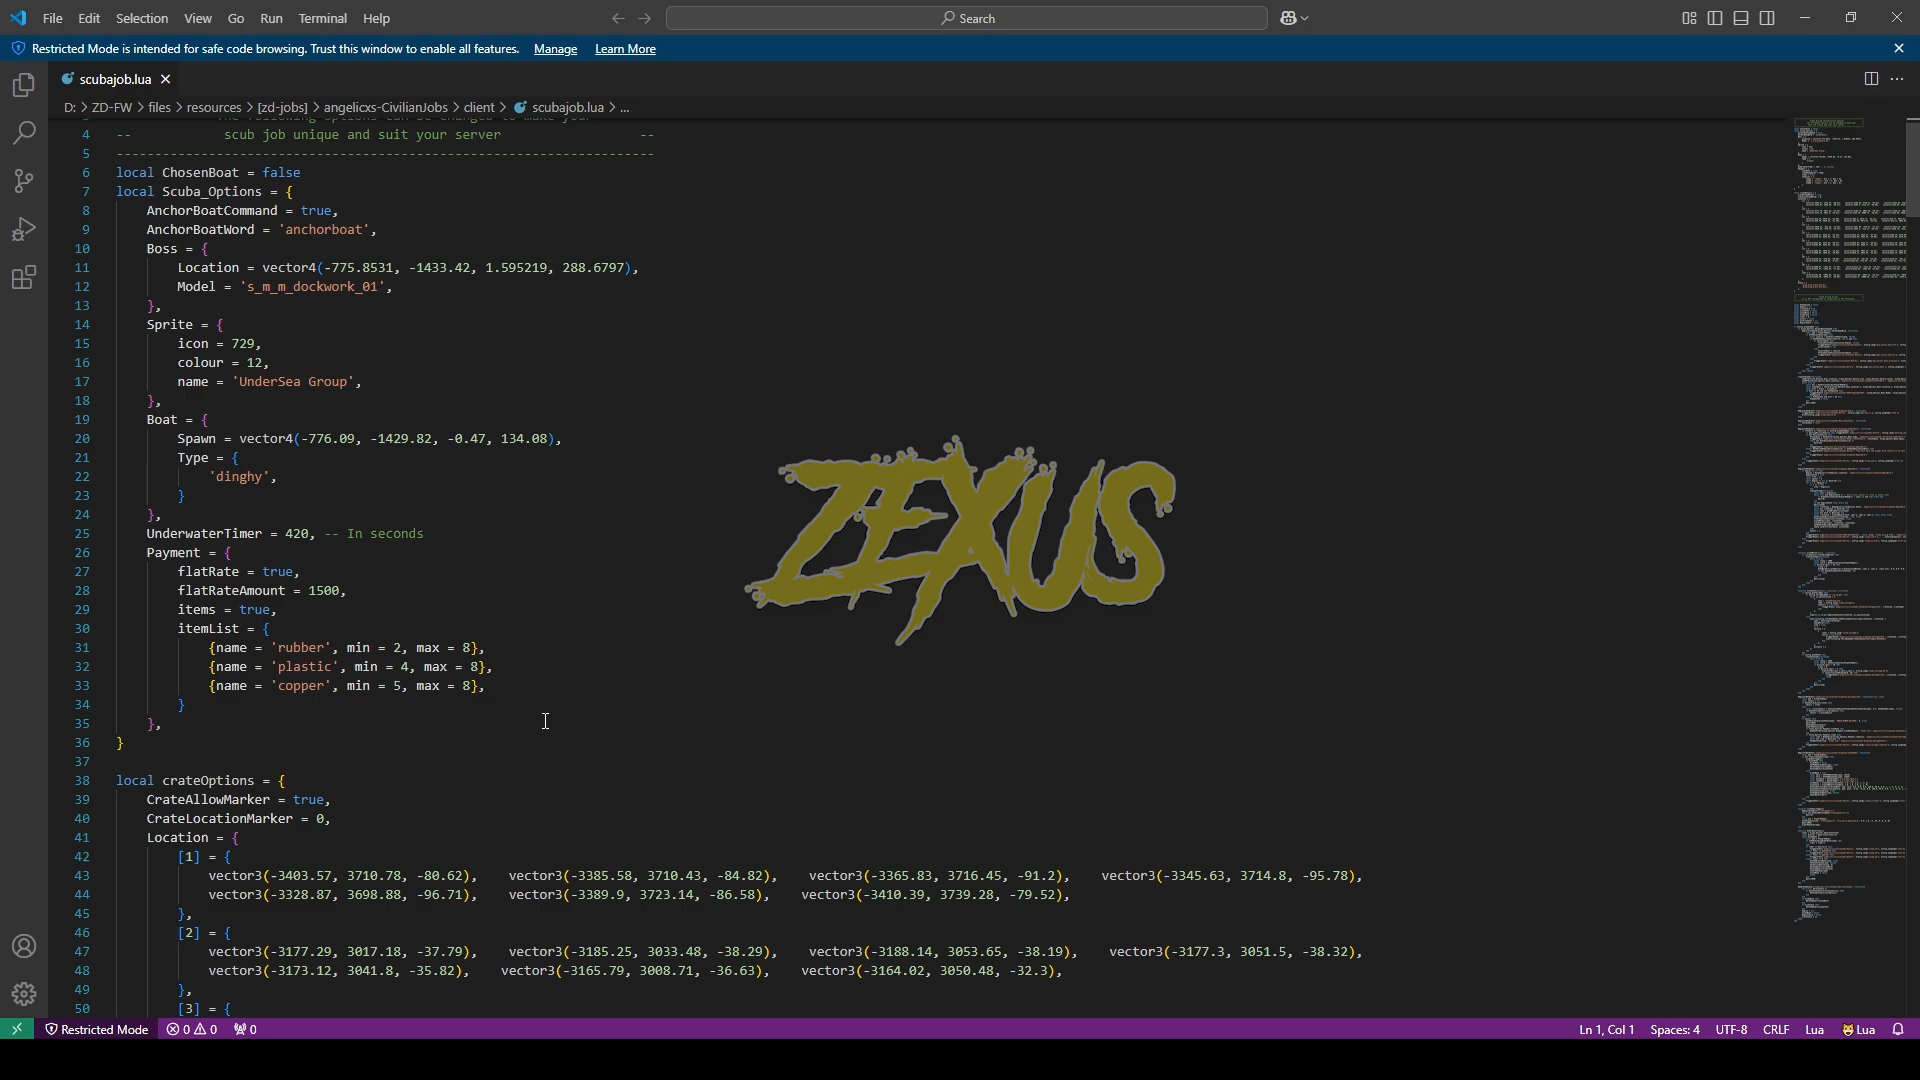 File Edit Selection View Go Run Terminal Help
Search
Restricted Mode is intended for safe code browsing. Trust this window to enable all features. Manage Learn More
scubajob.lua
D: > ZD-FW > files > resources > [zd-jobs] > angelicxs-CivilianJobs > client > scubajob.lua > ...
4 -- scub job unique and suit your server --
5 ----------------------------------------------------------------------
6 local ChosenBoat = false
7 local Scuba_Options = {
8 AnchorBoatCommand = true,
9 AnchorBoatWord = 'anchorboat',
10 Boss = {
11 Location = vector4(-775.8531, -1433.42, 1.595219, 288.6797),
12 Model = 's_m_m_dockwork_01',
13 },
14 Sprite = {
15 icon = 729,
16 colour = 12,
17 name = 'UnderSea Group',
18 },
19 Boat = {
20 Spawn = vector4(-776.09, -1429.82, -0.47, 134.08),
21 Type = {
22 'dinghy',
23 }
24 },
25 UnderwaterTimer = 420, -- In seconds
26 Payment = {
27 flatRate = true,
28 flatRateAmount = 1500,
29 items = true,
30 itemList = {
31 {name = 'rubber', min = 2, max = 8},
32 {name = 'plastic', min = 4, max = 8},
33 {name = 'copper', min = 5, max = 8},
34 }
35 },
36 }
37
38 local crateOptions = {
39 CrateAllowMarker = true,
40 CrateLocationMarker = 0,
41 Location = {
42 [1] = {
43 vector3(-3403.57, 3710.78, -80.62), vector3(-3385.58, 3710.43, -84.82), vector3(-3365.83, 3716.45, -91.2), vector3(-3345.63, 3714.8, -95.78),
44 vector3(-3328.87, 3698.88, -96.71), vector3(-3389.9, 3723.14, -86.58), vector3(-3410.39, 3739.28, -79.52),
45 },
46 [2] = {
47 vector3(-3177.29, 3017.18, -37.79), vector3(-3185.25, 3033.48, -38.29), vector3(-3188.14, 3053.65, -38.19), vector3(-3177.3, 3051.5, -38.32),
48 vector3(-3173.12, 3041.8, -35.82), vector3(-3165.79, 3008.71, -36.63), vector3(-3164.02, 3050.48, -32.3),
49 },
50 [3] = {
ZEXUS
Restricted Mode 0 0 0 Ln 1, Col 1 Spaces: 4 UTF-8 CRLF Lua Lua